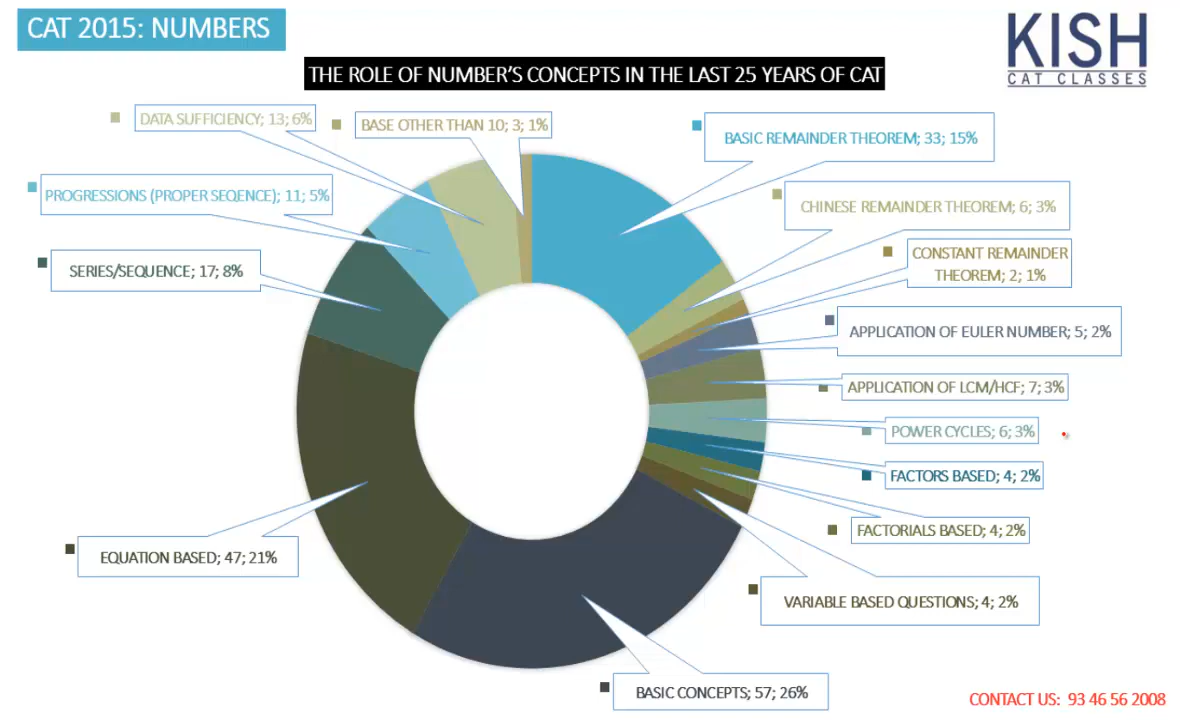 CAT 2015: NUMBERS
KISH
CAT CLASSES
THE ROLE OF NUMBER'S CONCEPTS IN THE LAST 25 YEARS OF CAT
DATA SUFICIENCY; 13; 6%
BASE OTHER THAN 10; 3; 1%
BASIC REMAINDER THEOREM; 33; 15%
PROGRESSIONS (PROPER SEQENCE); 11; 5%
CHINESE REMAINDER THEOREM; 6; 3%
CONSTANT REMAINDER
THEOREM; 2; 1%
SERIES/SEQUENCE; 17; 8%
APPLICATION OF EULER NUMBER; 5; 2%
APPLICATION OF LCM/HCF; 7; 3%
POWER CYCLES; 6; 3%
FACTORS BASED; 4; 2%
FACTORIALS BASED; 4; 2%
EQUATION BASED; 47; 21%
VARIABLE BASED QUESTIONS; 4; 2%
BASIC CONCEPTS; 57; 26%
CONTACT US: 93 46 56 2008